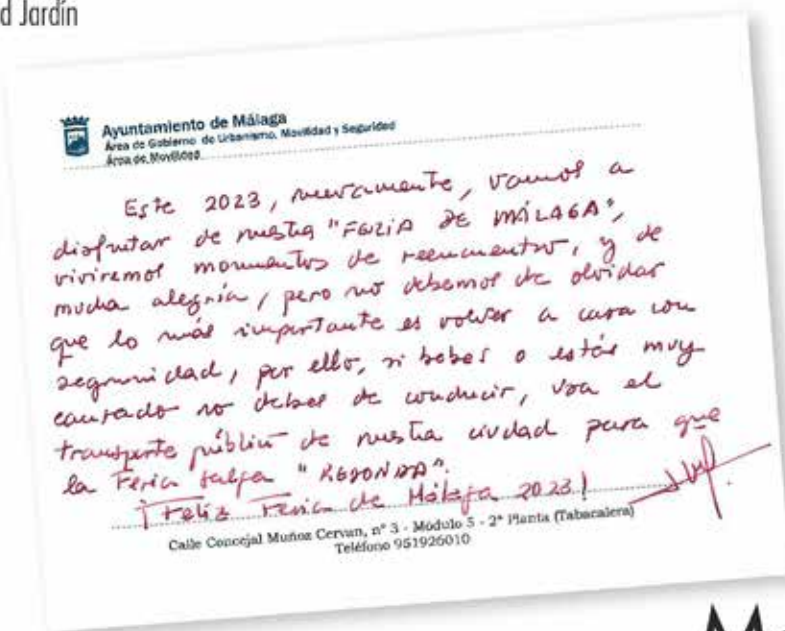 d Jardín
Ayuntamiento de Málaga
Área de Gobierno de Urbanismo, Movilidad y Seguridad
Área de Movilidad
Este 2023, nuevamente, vamos a
disfrutar de nuestra "FERIA DE MÁLAGA",
viviremos momentos de reencuentro, y de
mucha alegría, pero no debemos de olvidar
que lo más importante es volver a casa con
seguridad, por ello, si bebes o estás muy
cansado no debes de conducir, usa el
transporte público de nuestra ciudad para que
la Feria salga "REDONDA".
¡Feliz Feria de Málaga 2023!
Calle Concejal Muñoz Cervan, nº 3 - Módulo 5 - 2ª Planta (Tabacalera)
Teléfono 951926010